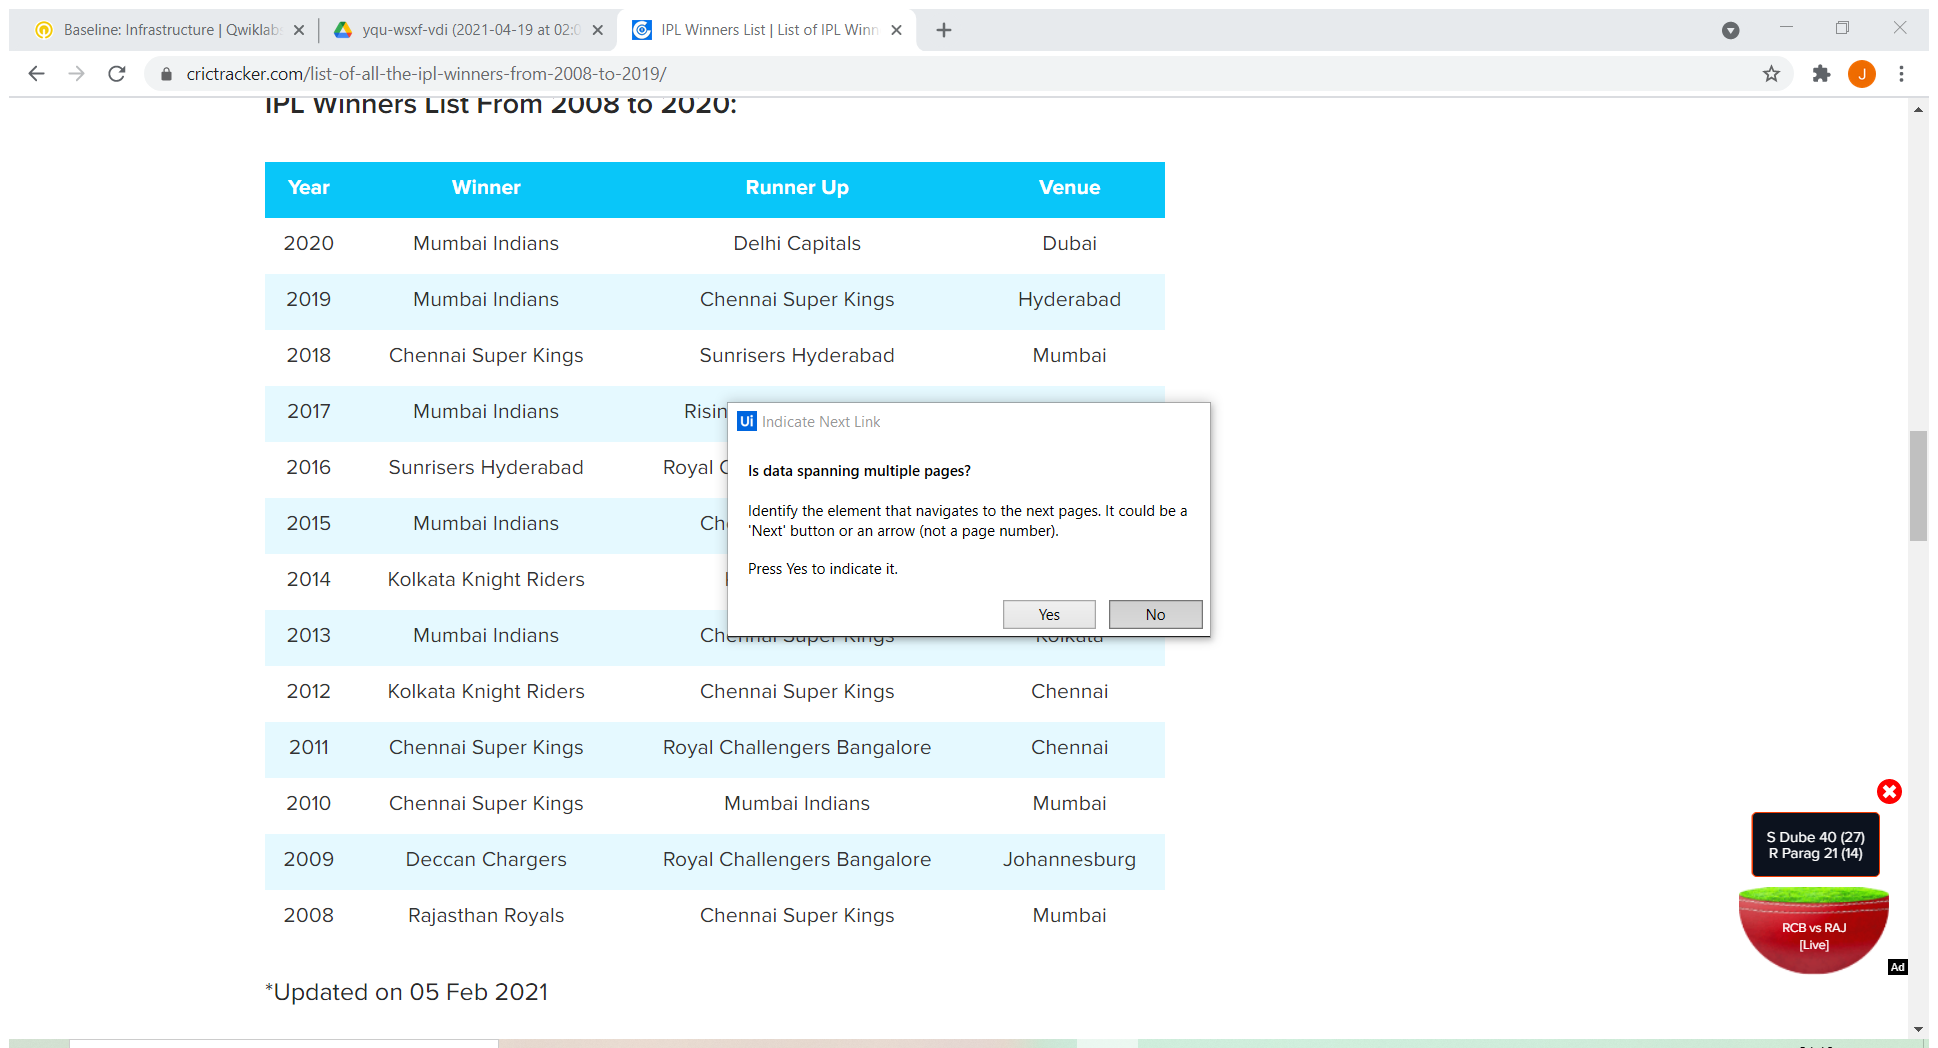 Baseline: Infrastructure | Qwiklab
yqu-wsxf-vdi (2021-04-19 at 02:0
IPL Winners List | List of IPL Winn
crictracker.com/list-of-all-the-ipl-winners-from-2008-to-2019/
J
IPL Winners List From 2008 to 2020:
Year Winner Runner Up Venue
2020 Mumbai Indians Delhi Capitals Dubai
2019 Mumbai Indians Chennai Super Kings Hyderabad
2018 Chennai Super Kings Sunrisers Hyderabad Mumbai
2017 Mumbai Indians Risin
2016 Sunrisers Hyderabad Royal C
2015 Mumbai Indians Ch
2014 Kolkata Knight Riders
2013 Mumbai Indians Chennai Super Kings Kolkata
2012 Kolkata Knight Riders Chennai Super Kings Chennai
2011 Chennai Super Kings Royal Challengers Bangalore Chennai
2010 Chennai Super Kings Mumbai Indians Mumbai
2009 Deccan Chargers Royal Challengers Bangalore Johannesburg
2008 Rajasthan Royals Chennai Super Kings Mumbai
*Updated on 05 Feb 2021
Ui Indicate Next Link
Is data spanning multiple pages?
Identify the element that navigates to the next pages. It could be a
'Next' button or an arrow (not a page number).
Press Yes to indicate it.
Yes No
S Dube 40 (27)
R Parag 21 (14)
RCB vs RAJ
[Live]
Ad